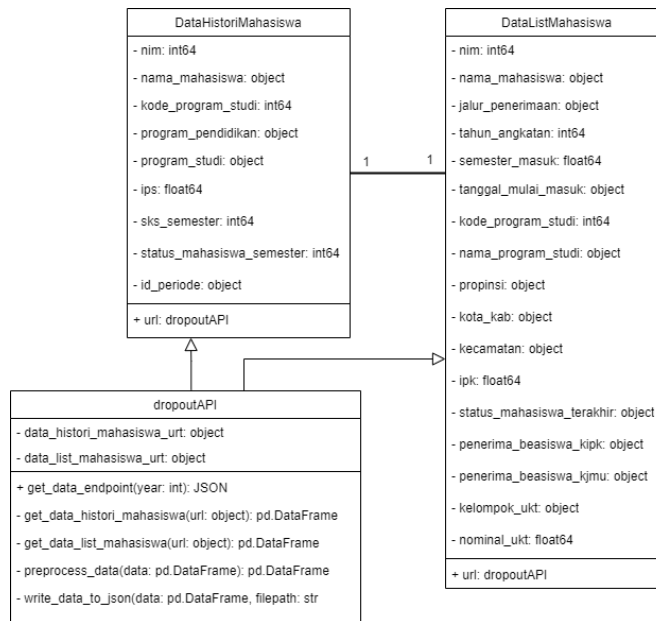 DataHistoriMahasiswa
- nim: int64
- nama_mahasiswa: object
- kode_program_studi: int64
- program_pendidikan: object
- program_studi: object
- ips: float64
- sks_semester: int64
- status_mahasiswa_semester: int64
- id_periode: object
+ url: dropoutAPI
1
1
DataListMahasiswa
- nim: int64
- nama_mahasiswa: object
- jalur_penerimaan: object
- tahun_angkatan: int64
- semester_masuk: float64
- tanggal_mulai_masuk: object
- kode_program_studi: int64
- nama_program_studi: object
- propinsi: object
- kota_kab: object
- kecamatan: object
- ipk: float64
- status_mahasiswa_terakhir: object
- penerima_beasiswa_kipk: object
- penerima_beasiswa_kjmu: object
- kelompok_ukt: object
- nominal_ukt: float64
+ url: dropoutAPI
dropoutAPI
- data_histori_mahasiswa_urt: object
- data_list_mahasiswa_urt: object
+ get_data_endpoint(year: int): JSON
- get_data_histori_mahasiswa(url: object): pd.DataFrame
- get_data_list_mahasiswa(url: object): pd.DataFrame
- preprocess_data(data: pd.DataFrame): pd.DataFrame
- write_data_to_json(data: pd.DataFrame, filepath: str